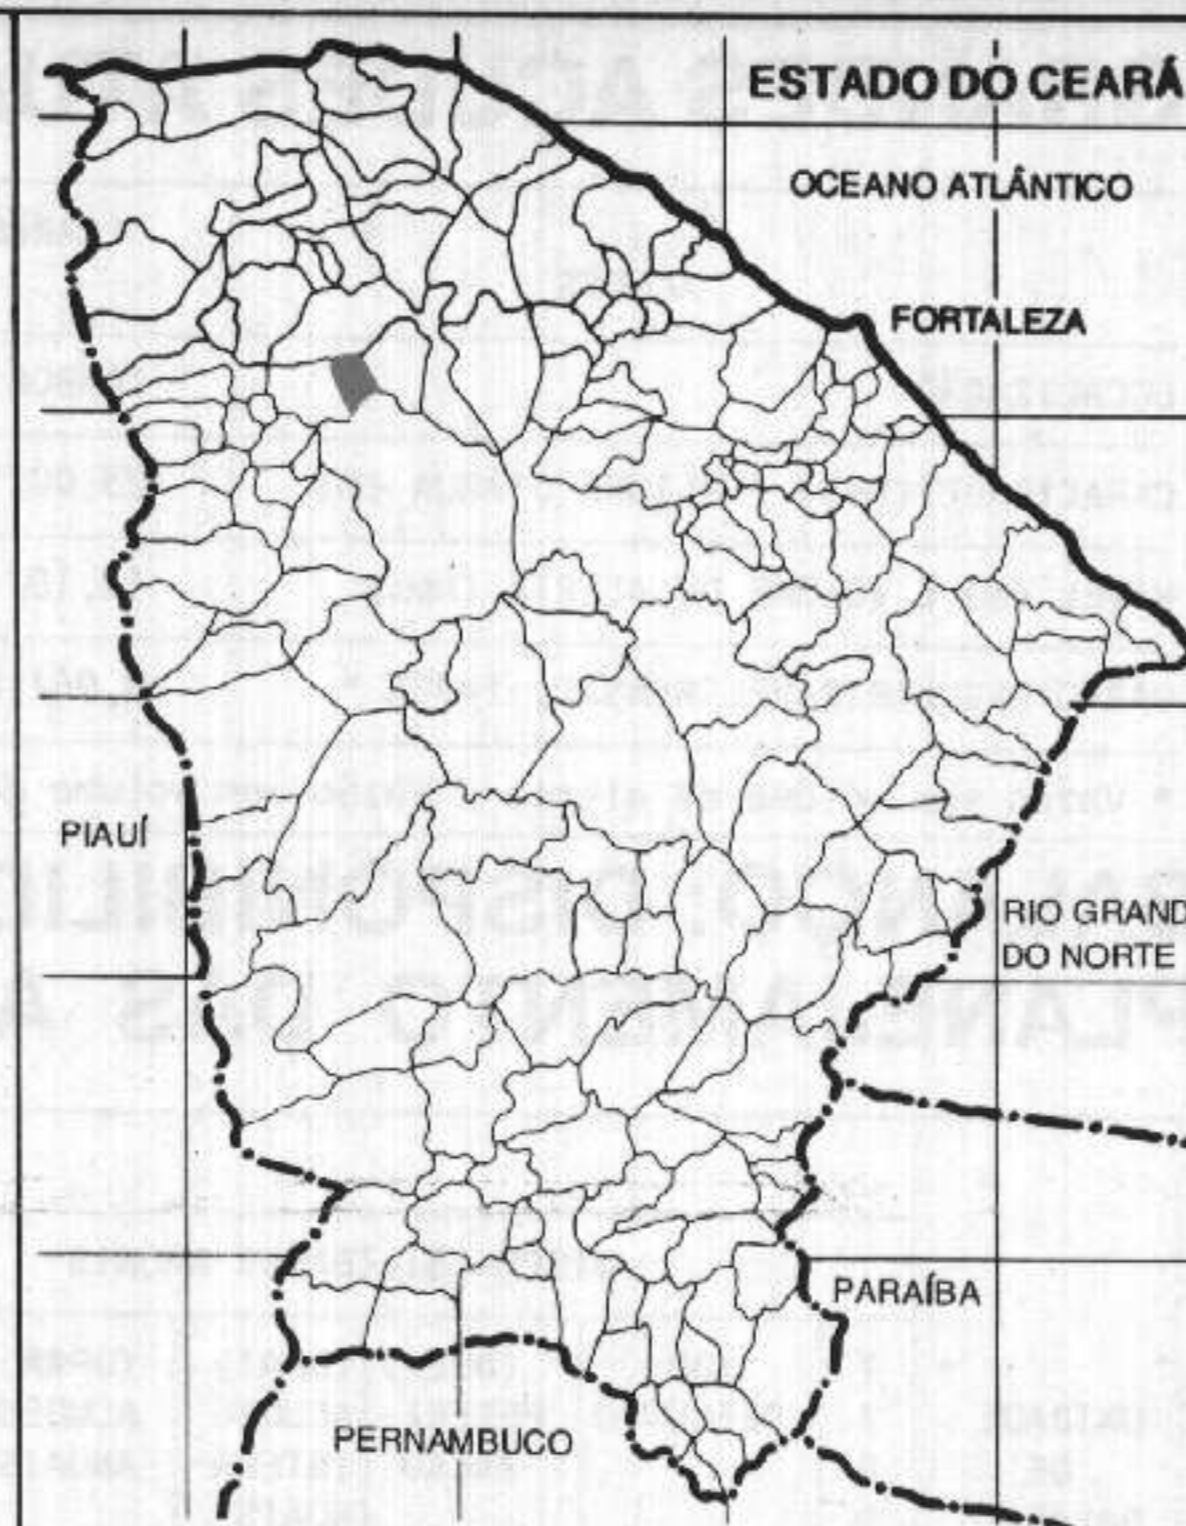 ESTADO DO CEARÁ
OCEANO ATLÂNTICO
FORTALEZA
PIAUÍ
RIO GRAND
DO NORTE
PARAÍBA
PERNAMBUCO